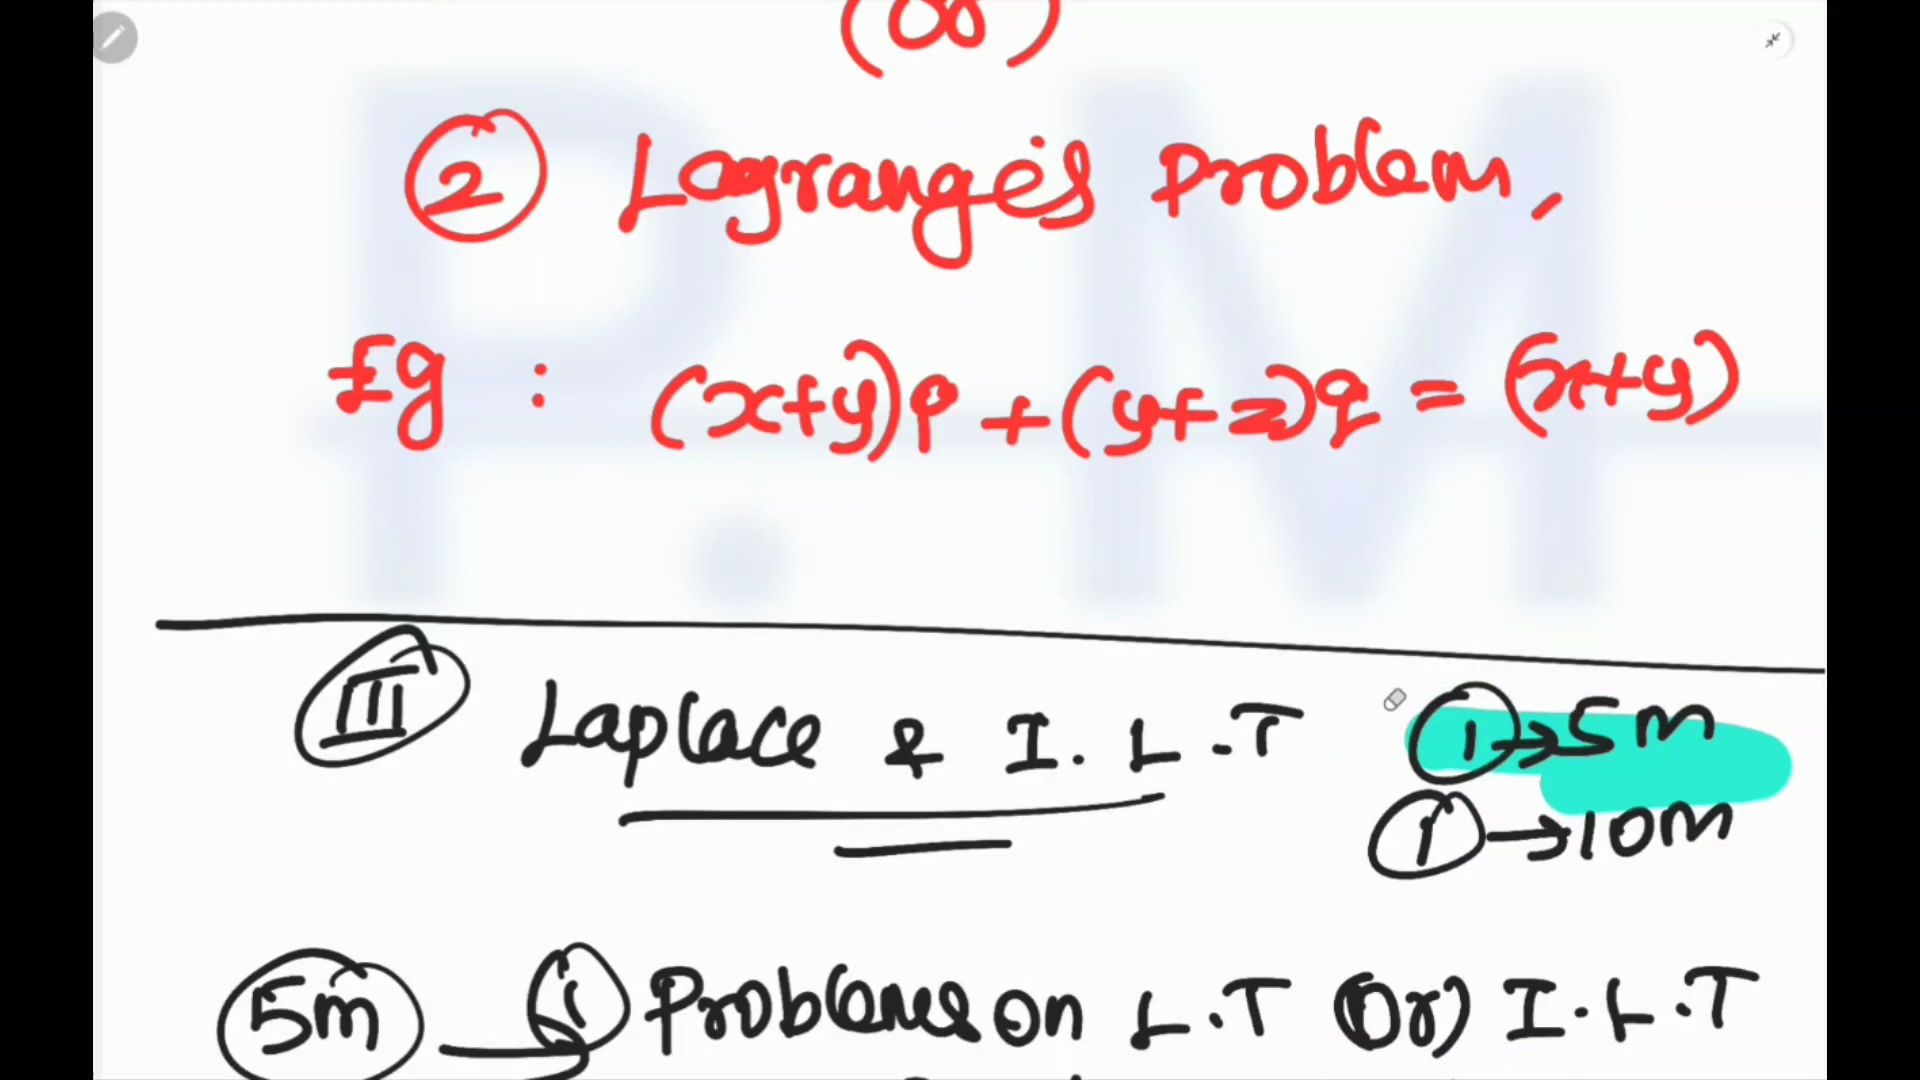 (OR)
② Lagrange's Problem,
Eg : (x+y)p + (y+z)q = (x+y)
III Laplace & I.L.T ① → 5m
① → 10m
5m ① Problems on L.T (Or) I.L.T
P.M